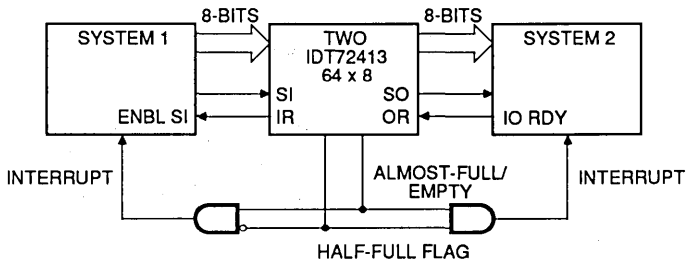 8-BITS
8-BITS
SYSTEM 1
TWO
IDT72413
64 x 8
SYSTEM 2
SI
SO
ENBL SI
IR
OR
IO RDY
INTERRUPT
ALMOST-FULL/
EMPTY
INTERRUPT
HALF-FULL FLAG